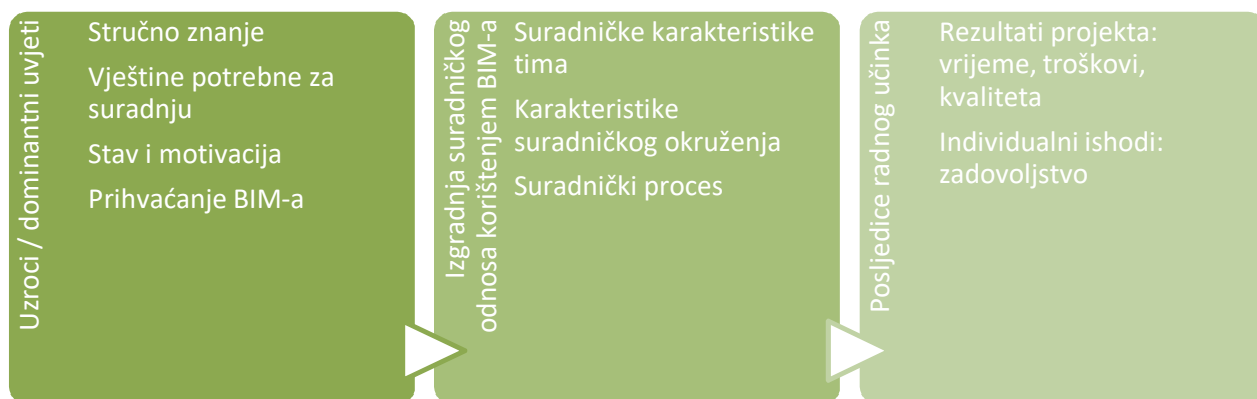 Uzroci / dominantni uvjeti
Stručno znanje
Vještine potrebne za
suradnju
Stav i motivacija
Prihvaćanje BIM-a
Izgradnja suradničkog
odnosa korištenjem BIM-a
Suradničke karakteristike
tima
Karakteristike
suradničkog okruženja
Suradnički proces
Posljedice radnog učinka
Rezultati projekta:
vrijeme, troškovi,
kvaliteta
Individualni ishodi:
zadovoljstvo